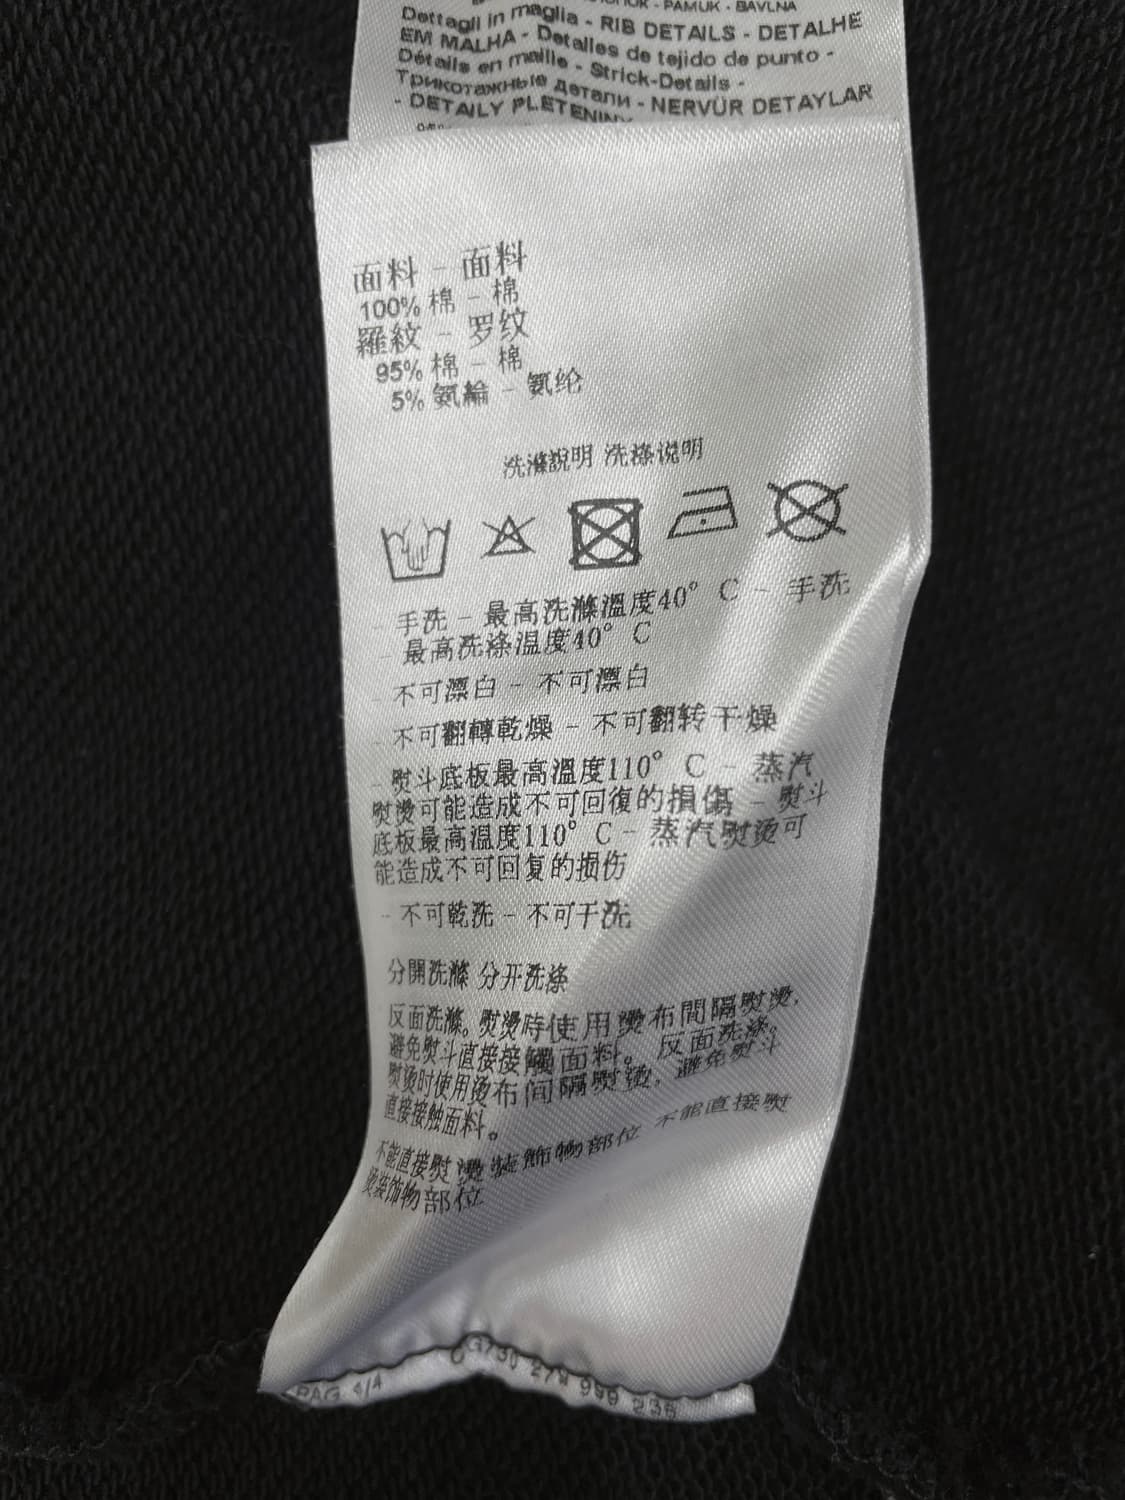 - PAMUK - BAVLNA
Dettagli in maglia - RIB DETAILS - DETALHE
EM MALHA - Detalles de tejido de punto -
Détails en maille - Strick-Details -
Трикотажные детали - NERVÜR DETAYLAR
- DETAILY PLETENINY
面料 - 面料
100% 棉 - 棉
羅紋 - 罗纹
95% 棉 - 棉
5% 氨綸 - 氨纶
洗滌說明 洗涤说明
- 手洗 - 最高洗滌溫度40° C - 手洗
- 最高洗涤温度40° C
- 不可漂白 - 不可漂白
- 不可翻轉乾燥 - 不可翻转干燥
- 熨斗底板最高溫度110° C - 蒸汽
熨燙可能造成不可回復的損傷 - 熨斗
底板最高温度110° C - 蒸汽熨烫可
能造成不可回复的损伤
- 不可乾洗 - 不可干洗
分開洗滌 分开洗涤
反面洗滌。熨燙時使用燙布間隔熨燙,
避免熨斗直接接觸面料。 反面洗涤。
熨烫时使用烫布间隔熨烫, 避免熨斗
直接接触面料。
不能直接熨燙裝飾物部位 不能直接熨
烫装饰物部位
PAG 4/4